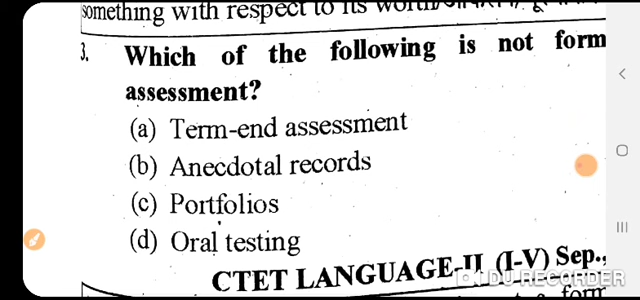 something with respect to its worth
3. Which of the following is not form
assessment?
(a) Term-end assessment
(b) Anecdotal records
(c) Portfolios
(d) Oral testing
CTET LANGUAGE-II (I-V) Sep.,
DU RECORDER
form